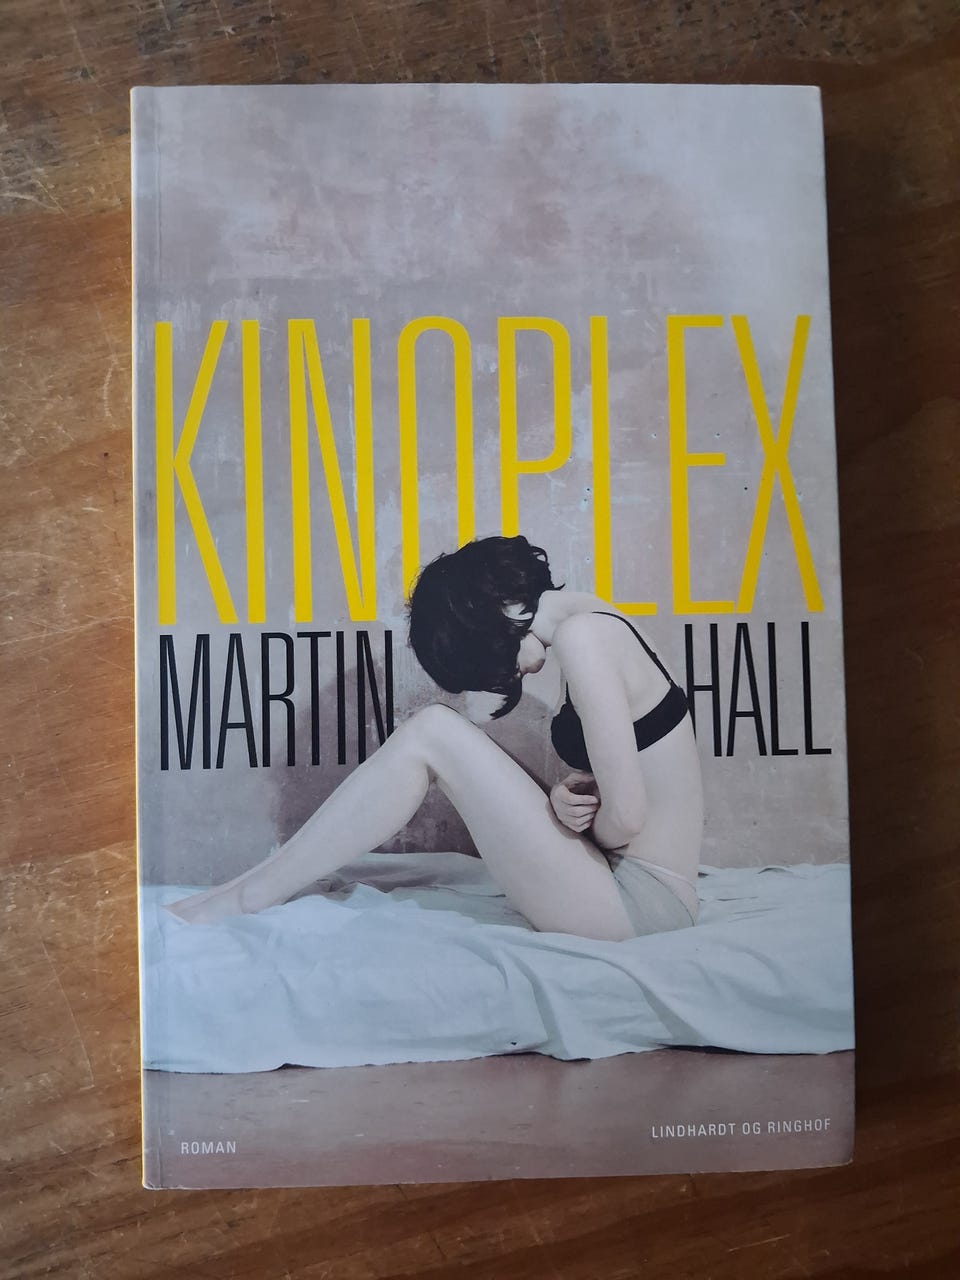 KINOPLEX
MARTIN HALL
ROMAN
LINDHARDT OG RINGHOF